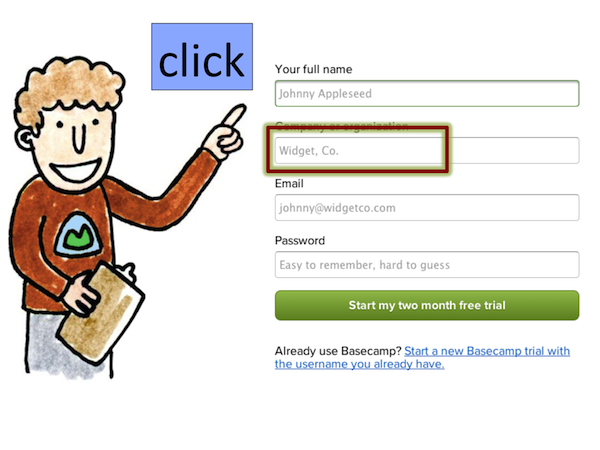 click
Your full name
Johnny Appleseed
Company or organization
Widget, Co.
Email
johnny@widgetco.com
Password
Easy to remember, hard to guess
Start my two month free trial
Already use Basecamp? Start a new Basecamp trial with
the username you already have.